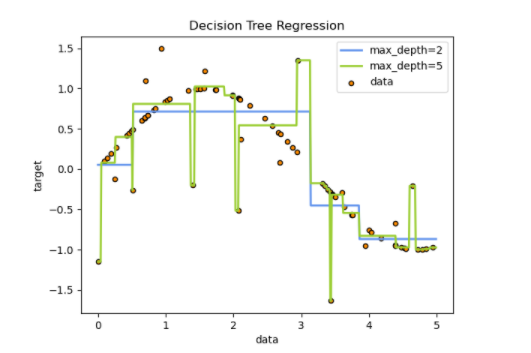 Decision Tree Regression
max_depth=2
max_depth=5
data
target
1.5
1.0
0.5
0.0
−0.5
−1.0
−1.5
0 1 2 3 4 5
data